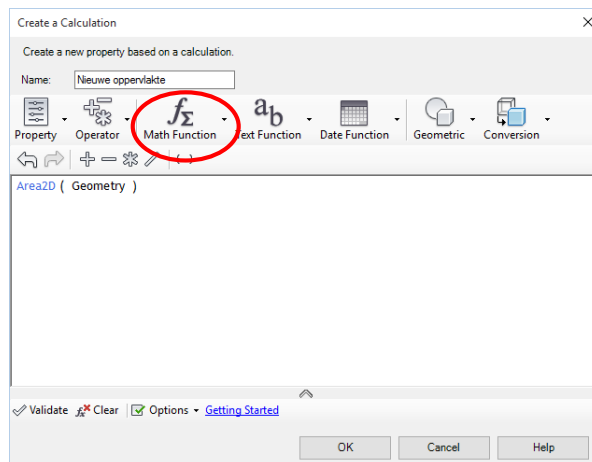 Create a Calculation
Create a new property based on a calculation.
Name: Nieuwe oppervlakte
Property Operator Math Function Text Function Date Function Geometric Conversion
Area2D ( Geometry )
Validate Clear Options Getting Started
OK Cancel Help